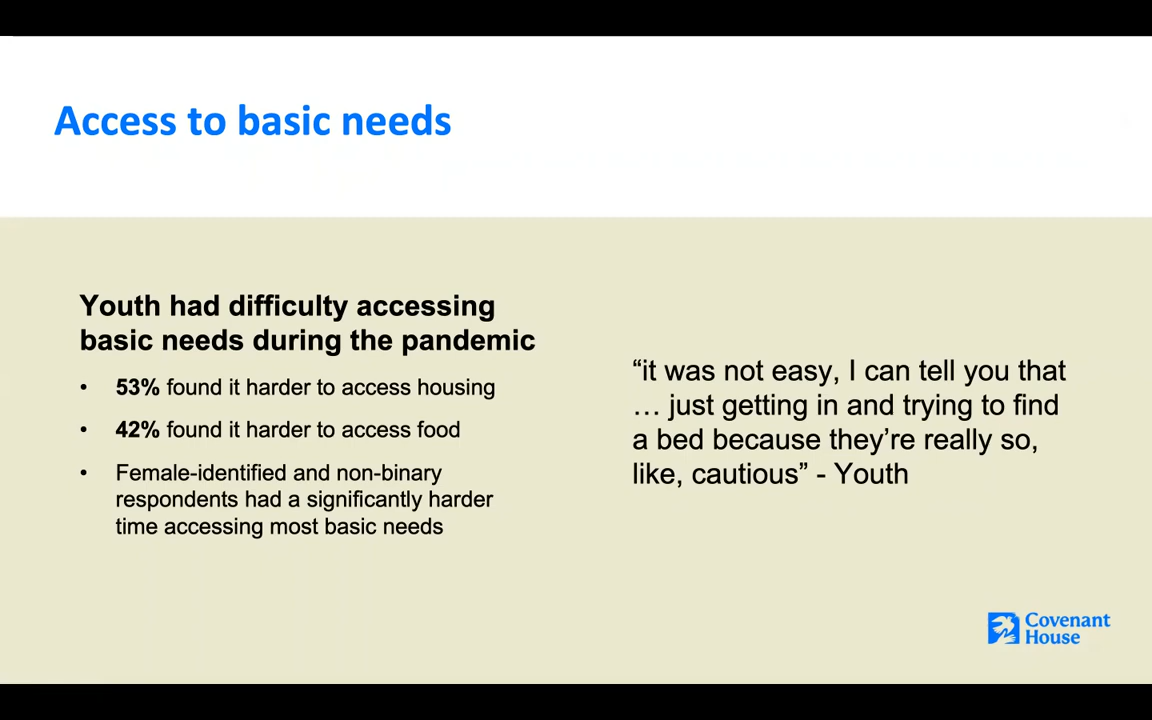 Access to basic needs
Youth had difficulty accessing
basic needs during the pandemic
• 53% found it harder to access housing
• 42% found it harder to access food
• Female-identified and non-binary
respondents had a significantly harder
time accessing most basic needs
“it was not easy, I can tell you that
… just getting in and trying to find
a bed because they’re really so,
like, cautious” - Youth
Covenant
House